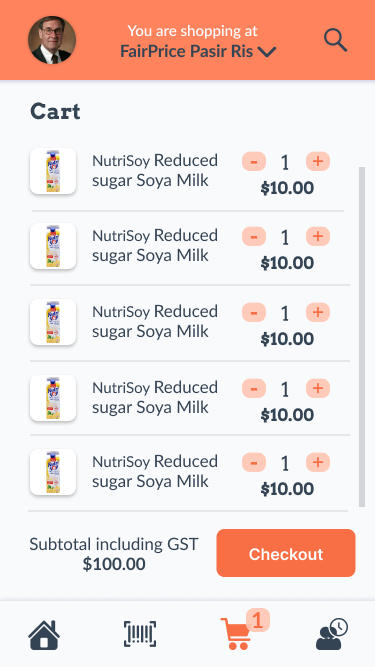 You are shopping at
FairPrice Pasir Ris
Cart
NutriSoy Reduced
sugar Soya Milk
- 1 +
$10.00
NutriSoy Reduced
sugar Soya Milk
- 1 +
$10.00
NutriSoy Reduced
sugar Soya Milk
- 1 +
$10.00
NutriSoy Reduced
sugar Soya Milk
- 1 +
$10.00
NutriSoy Reduced
sugar Soya Milk
- 1 +
$10.00
Subtotal including GST
$100.00
Checkout
1